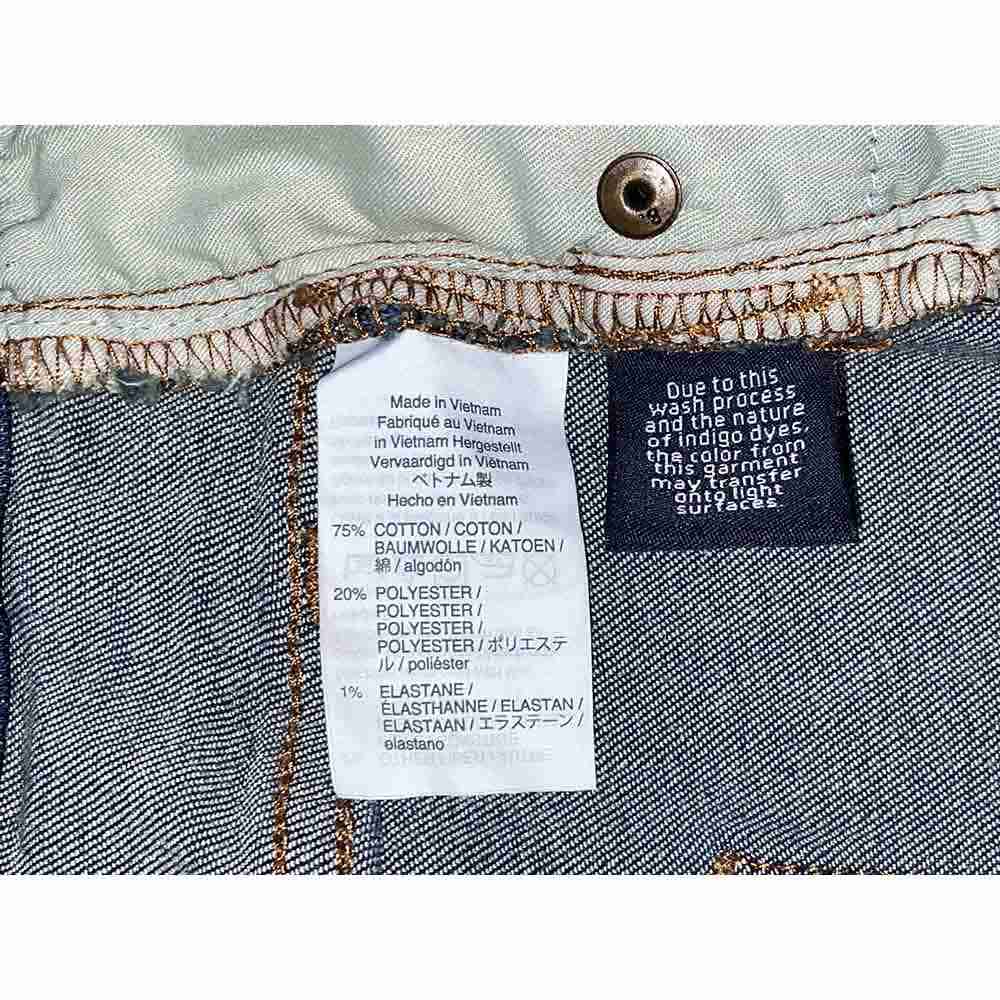 Made in Vietnam
Fabriqué au Vietnam
in Vietnam Hergestellt
Vervaardigd in Viëtnam
ベトナム製
Hecho en Vietnam
75% COTTON / COTON /
BAUMWOLLE / KATOEN /
綿 / algodón
20% POLYESTER /
POLYESTER /
POLYESTER /
POLYESTER / ポリエステ
ル / poliéster
1% ELASTANE /
ÉLASTHANNE / ELASTAN /
ELASTAAN / エラステーン /
elastano
Due to this
wash process
and the nature
of indigo dyes,
the color from
this garment
may transfer
onto light
surfaces.
8